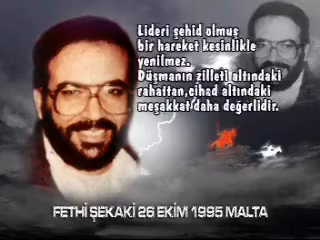 Lideri şehid olmuş
bir hareket kesinlikle
yenilmez.
Düşmanın zilleti altındaki
rahattan,cihad altındaki
meşakkat daha değerlidir.
FETHİ ŞEKAKİ 26 EKİM 1995 MALTA